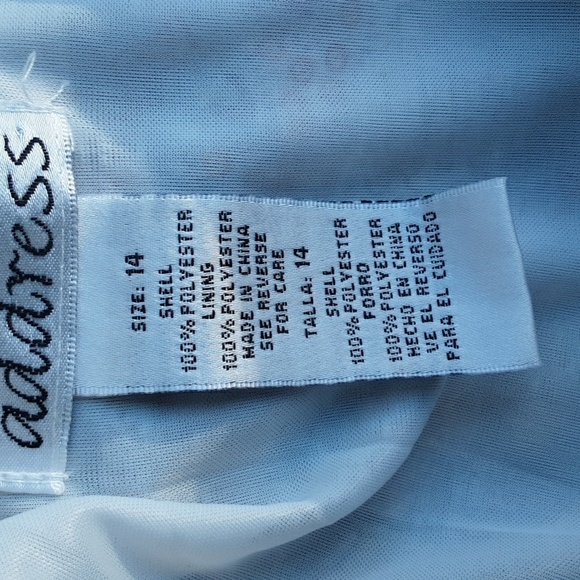 address
SIZE: 14
SHELL
100% POLYESTER
LINING
100% POLYESTER
MADE IN CHINA
SEE REVERSE
FOR CARE
TALLA: 14
SHELL
100% POLYESTER
FORRO
100% POLYESTER
HECHO EN CHINA
VE EL REVERSO
PARA EL CUIDADO